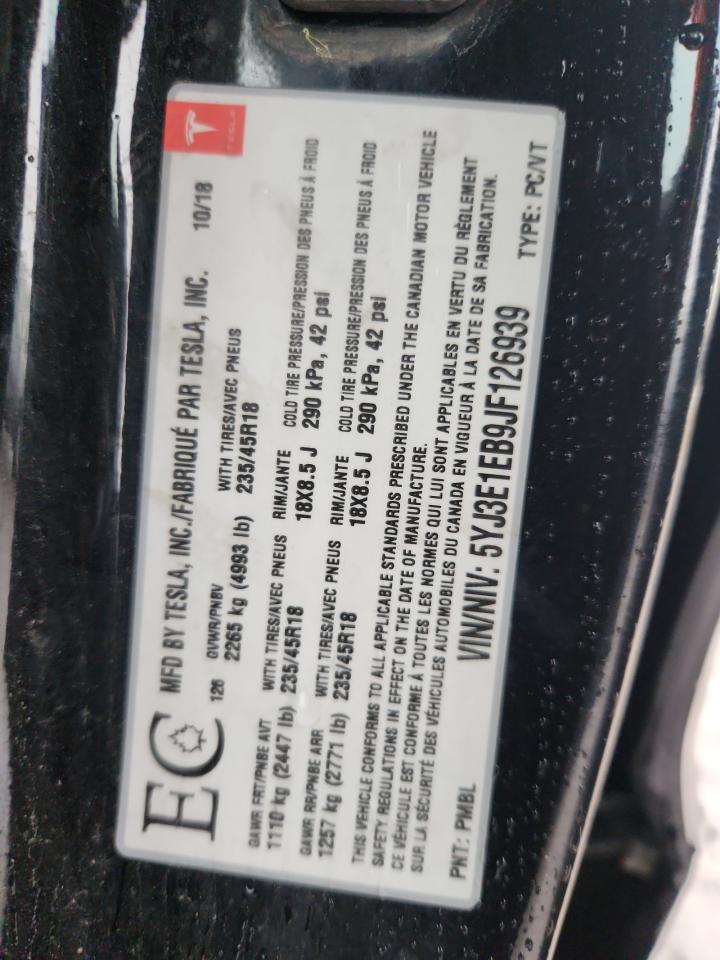 TESLA
MFD BY TESLA, INC./FABRIQUÉ PAR TESLA, INC. 10/18
EC
126
GVWR/PNBV WITH TIRES/AVEC PNEUS
2265 kg (4993 lb) 235/45R18
GAWR FRT/PNBE AVT WITH TIRES/AVEC PNEUS RIM/JANTE COLD TIRE PRESSURE/PRESSION DES PNEUS À FROID
1110 kg (2447 lb) 235/45R18 18X8.5 J 290 kPa, 42 psi
GAWR RR/PNBE ARR WITH TIRES/AVEC PNEUS RIM/JANTE COLD TIRE PRESSURE/PRESSION DES PNEUS À FROID
1257 kg (2771 lb) 235/45R18 18X8.5 J 290 kPa, 42 psi
THIS VEHICLE CONFORMS TO ALL APPLICABLE STANDARDS PRESCRIBED UNDER THE CANADIAN MOTOR VEHICLE
SAFETY REGULATIONS IN EFFECT ON THE DATE OF MANUFACTURE.
CE VÉHICULE EST CONFORME À TOUTES LES NORMES QUI LUI SONT APPLICABLES EN VERTU DU RÈGLEMENT
SUR LA SÉCURITÉ DES VÉHICULES AUTOMOBILES DU CANADA EN VIGUEUR À LA DATE DE SA FABRICATION.
PNT: PMBL VIN/NIV: 5YJ3E1EB9JF126939 TYPE: PC/VT